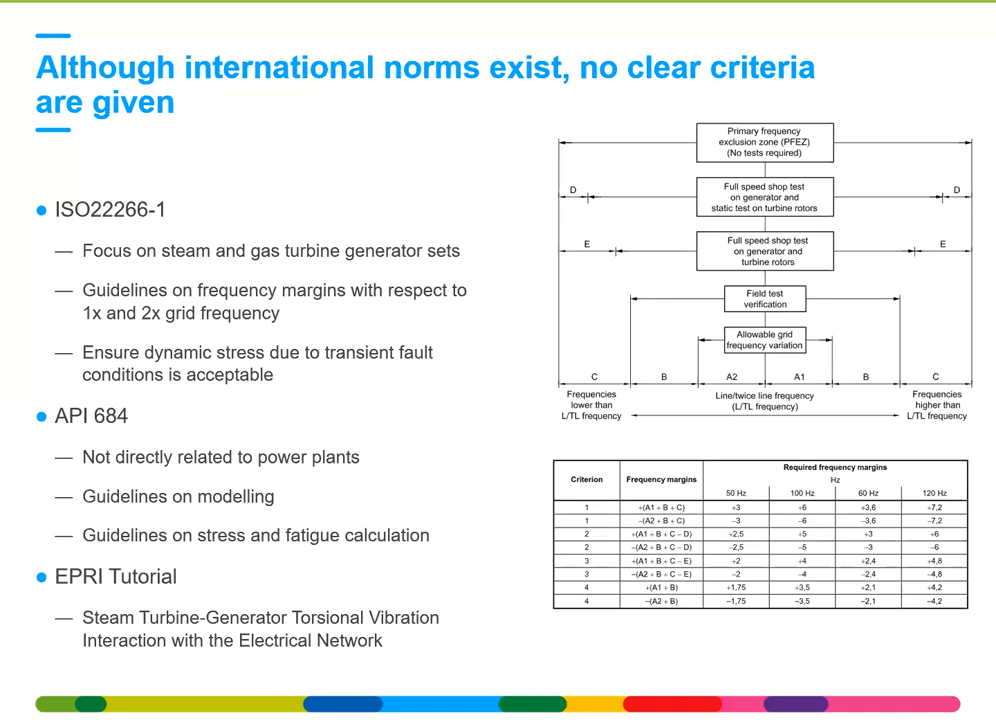 Although international norms exist, no clear criteria
are given
● ISO22266-1
— Focus on steam and gas turbine generator sets
— Guidelines on frequency margins with respect to
1x and 2x grid frequency
— Ensure dynamic stress due to transient fault
conditions is acceptable
● API 684
— Not directly related to power plants
— Guidelines on modelling
— Guidelines on stress and fatigue calculation
● EPRI Tutorial
— Steam Turbine-Generator Torsional Vibration
Interaction with the Electrical Network
Primary frequency
exclusion zone (PFEZ)
(No tests required)
D
Full speed shop test
on generator and
static test on turbine rotors
D
E
Full speed shop test
on generator and
turbine rotors
E
Field test
verification
Allowable grid
frequency variation
C B A2 A1 B C
Frequencies
lower than
L/TL frequency
Line/twice line frequency
(L/TL frequency)
Frequencies
higher than
L/TL frequency
Criterion Frequency margins Required frequency margins
Hz
50 Hz 100 Hz 60 Hz 120 Hz
1 +(A1 + B + C) +3 +6 +3,6 +7,2
1 –(A2 + B + C) –3 –6 –3,6 –7,2
2 +(A1 + B + C – D) +2,5 +5 +3 +6
2 –(A2 + B + C – D) –2,5 –5 –3 –6
3 +(A1 + B + C – E) +2 +4 +2,4 +4,8
3 –(A2 + B + C – E) –2 –4 –2,4 –4,8
4 +(A1 + B) +1,75 +3,5 +2,1 +4,2
4 –(A2 + B) –1,75 –3,5 –2,1 –4,2